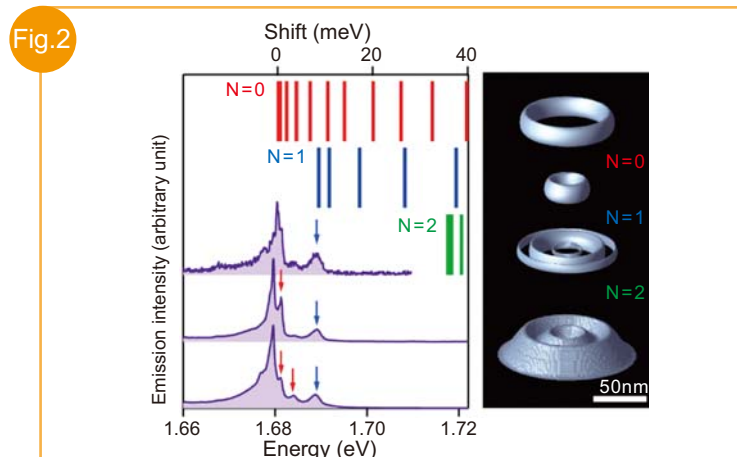 Fig.2
Shift (meV)
0 20 40
N=0
N=1
N=2
Emission intensity (arbitrary unit)
1.66 1.68 1.70 1.72
Energy (eV)
N=0
N=1
N=2
50nm